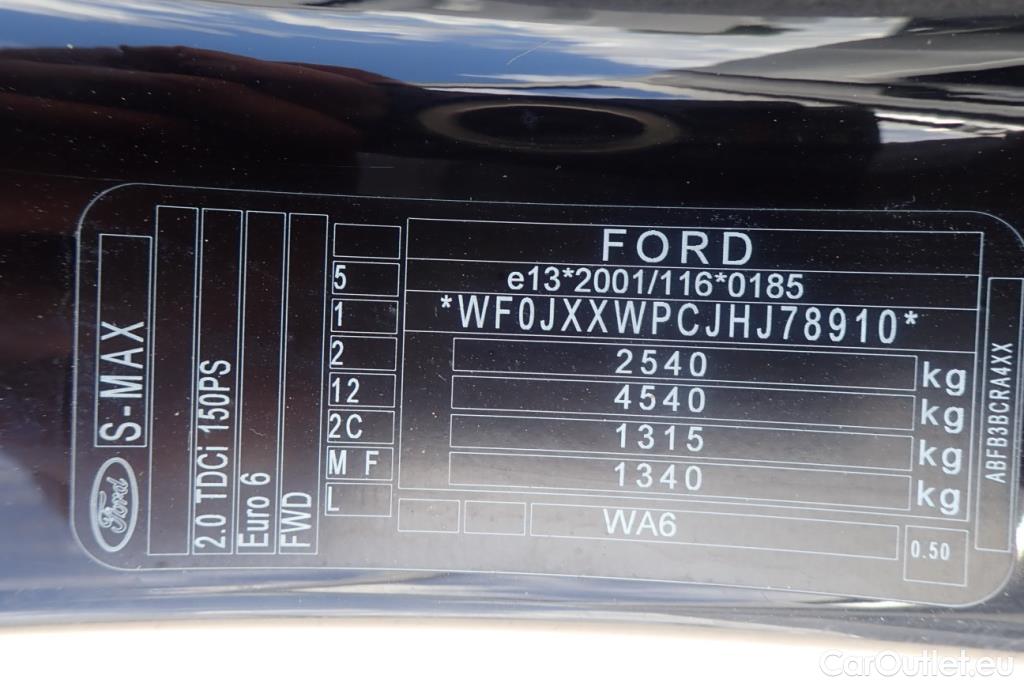 FORD
e13*2001/116*0185
*WF0JXXWPCJHJ78910*
2540 kg
4540 kg
1315 kg
1340 kg
WA6
0.50
5
1
2
12
2C
M F
L
S-MAX
Ford
2.0 TDCi 150PS
Euro 6
FWD
ABFB3BCRA4XX
CarOutlet.eu